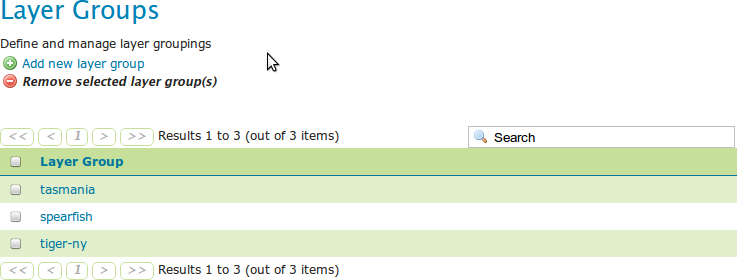 Layer Groups
Define and manage layer groupings
Add new layer group
Remove selected layer group(s)
<< < 1 > >> Results 1 to 3 (out of 3 items) Search
Layer Group
tasmania
spearfish
tiger-ny
<< < 1 > >> Results 1 to 3 (out of 3 items)